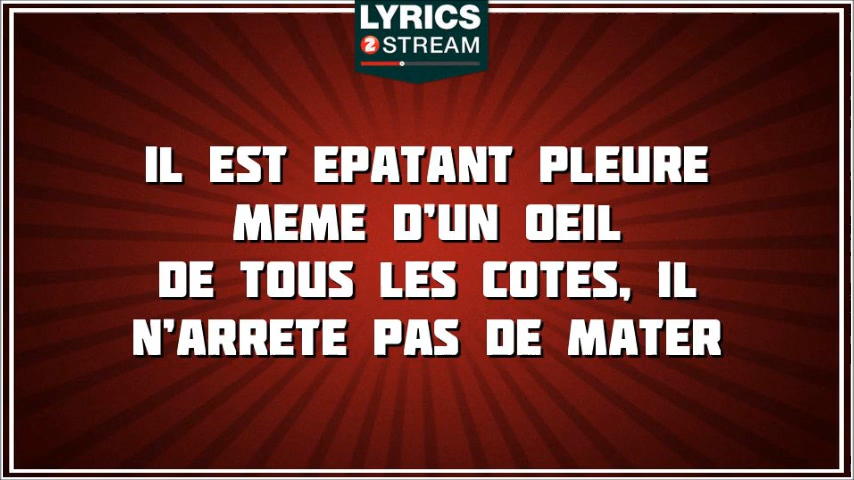 LYRICS
2 STREAM
IL EST EPATANT PLEURE
MEME D'UN OEIL
DE TOUS LES COTES, IL
N'ARRETE PAS DE MATER